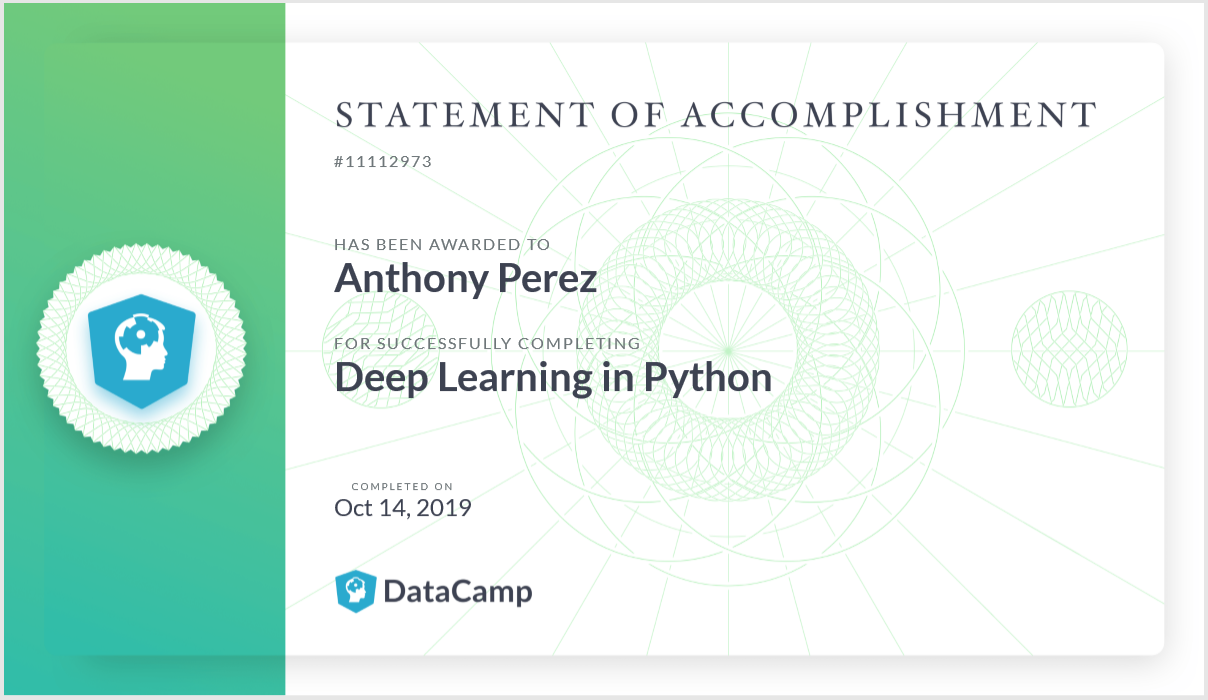 STATEMENT OF ACCOMPLISHMENT
#11112973
HAS BEEN AWARDED TO
Anthony Perez
FOR SUCCESSFULLY COMPLETING
Deep Learning in Python
COMPLETED ON
Oct 14, 2019
DataCamp